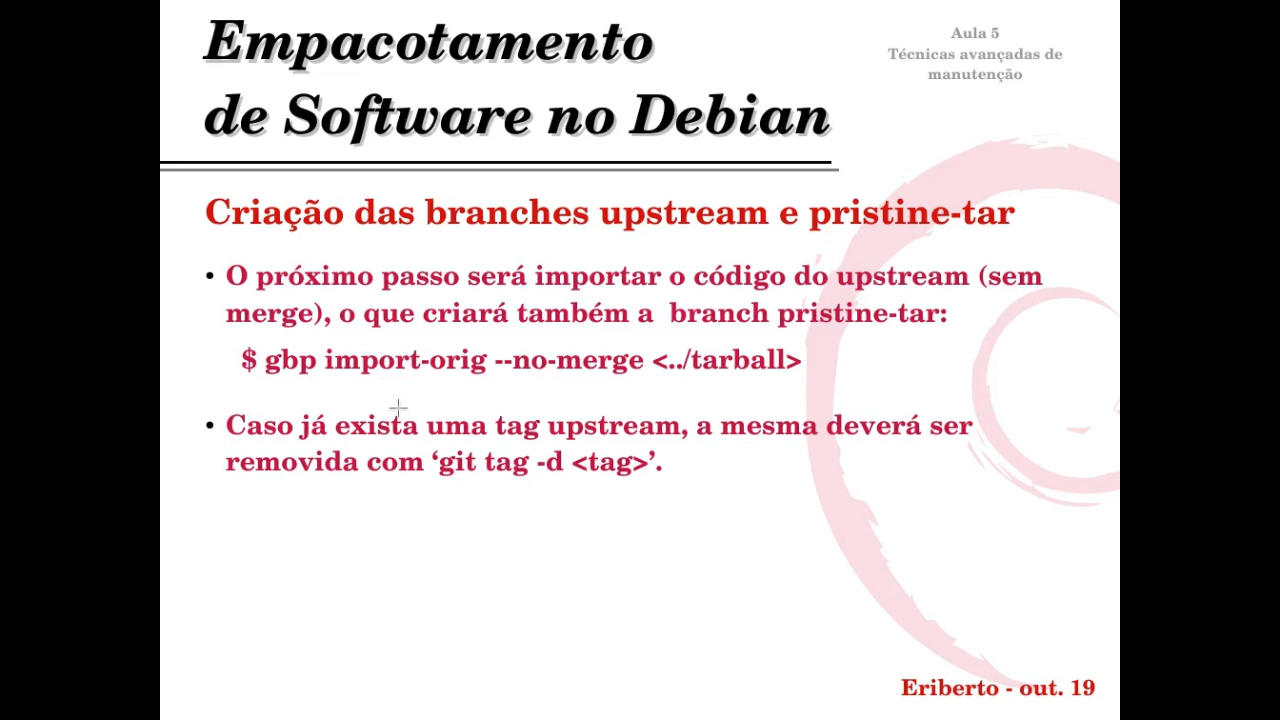 Empacotamento
de Software no Debian
Aula 5
Técnicas avançadas de
manutenção
Criação das branches upstream e pristine-tar
• O próximo passo será importar o código do upstream (sem
merge), o que criará também a  branch pristine-tar:
$ gbp import-orig --no-merge <../tarball>
• Caso já exista uma tag upstream, a mesma deverá ser
removida com ‘git tag -d <tag>’.
Eriberto - out. 19